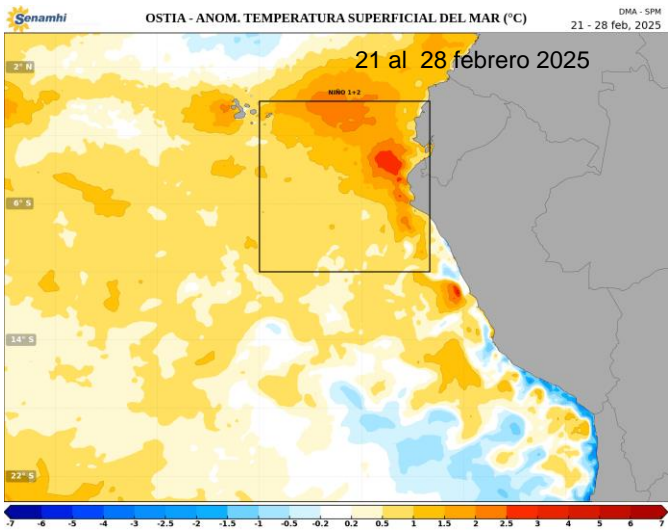 Senamhi
OSTIA - ANOM. TEMPERATURA SUPERFICIAL DEL MAR (°C)
DMA - SPM
21 - 28 feb, 2025
21 al 28 febrero 2025
2° N
NIÑO 1+2
6° S
14° S
22° S
-7 -6 -5 -4 -3 -2.5 -2 -1.5 -1 -0.5 -0.2 0.2 0.5 1 1.5 2 2.5 3 4 5 6 7